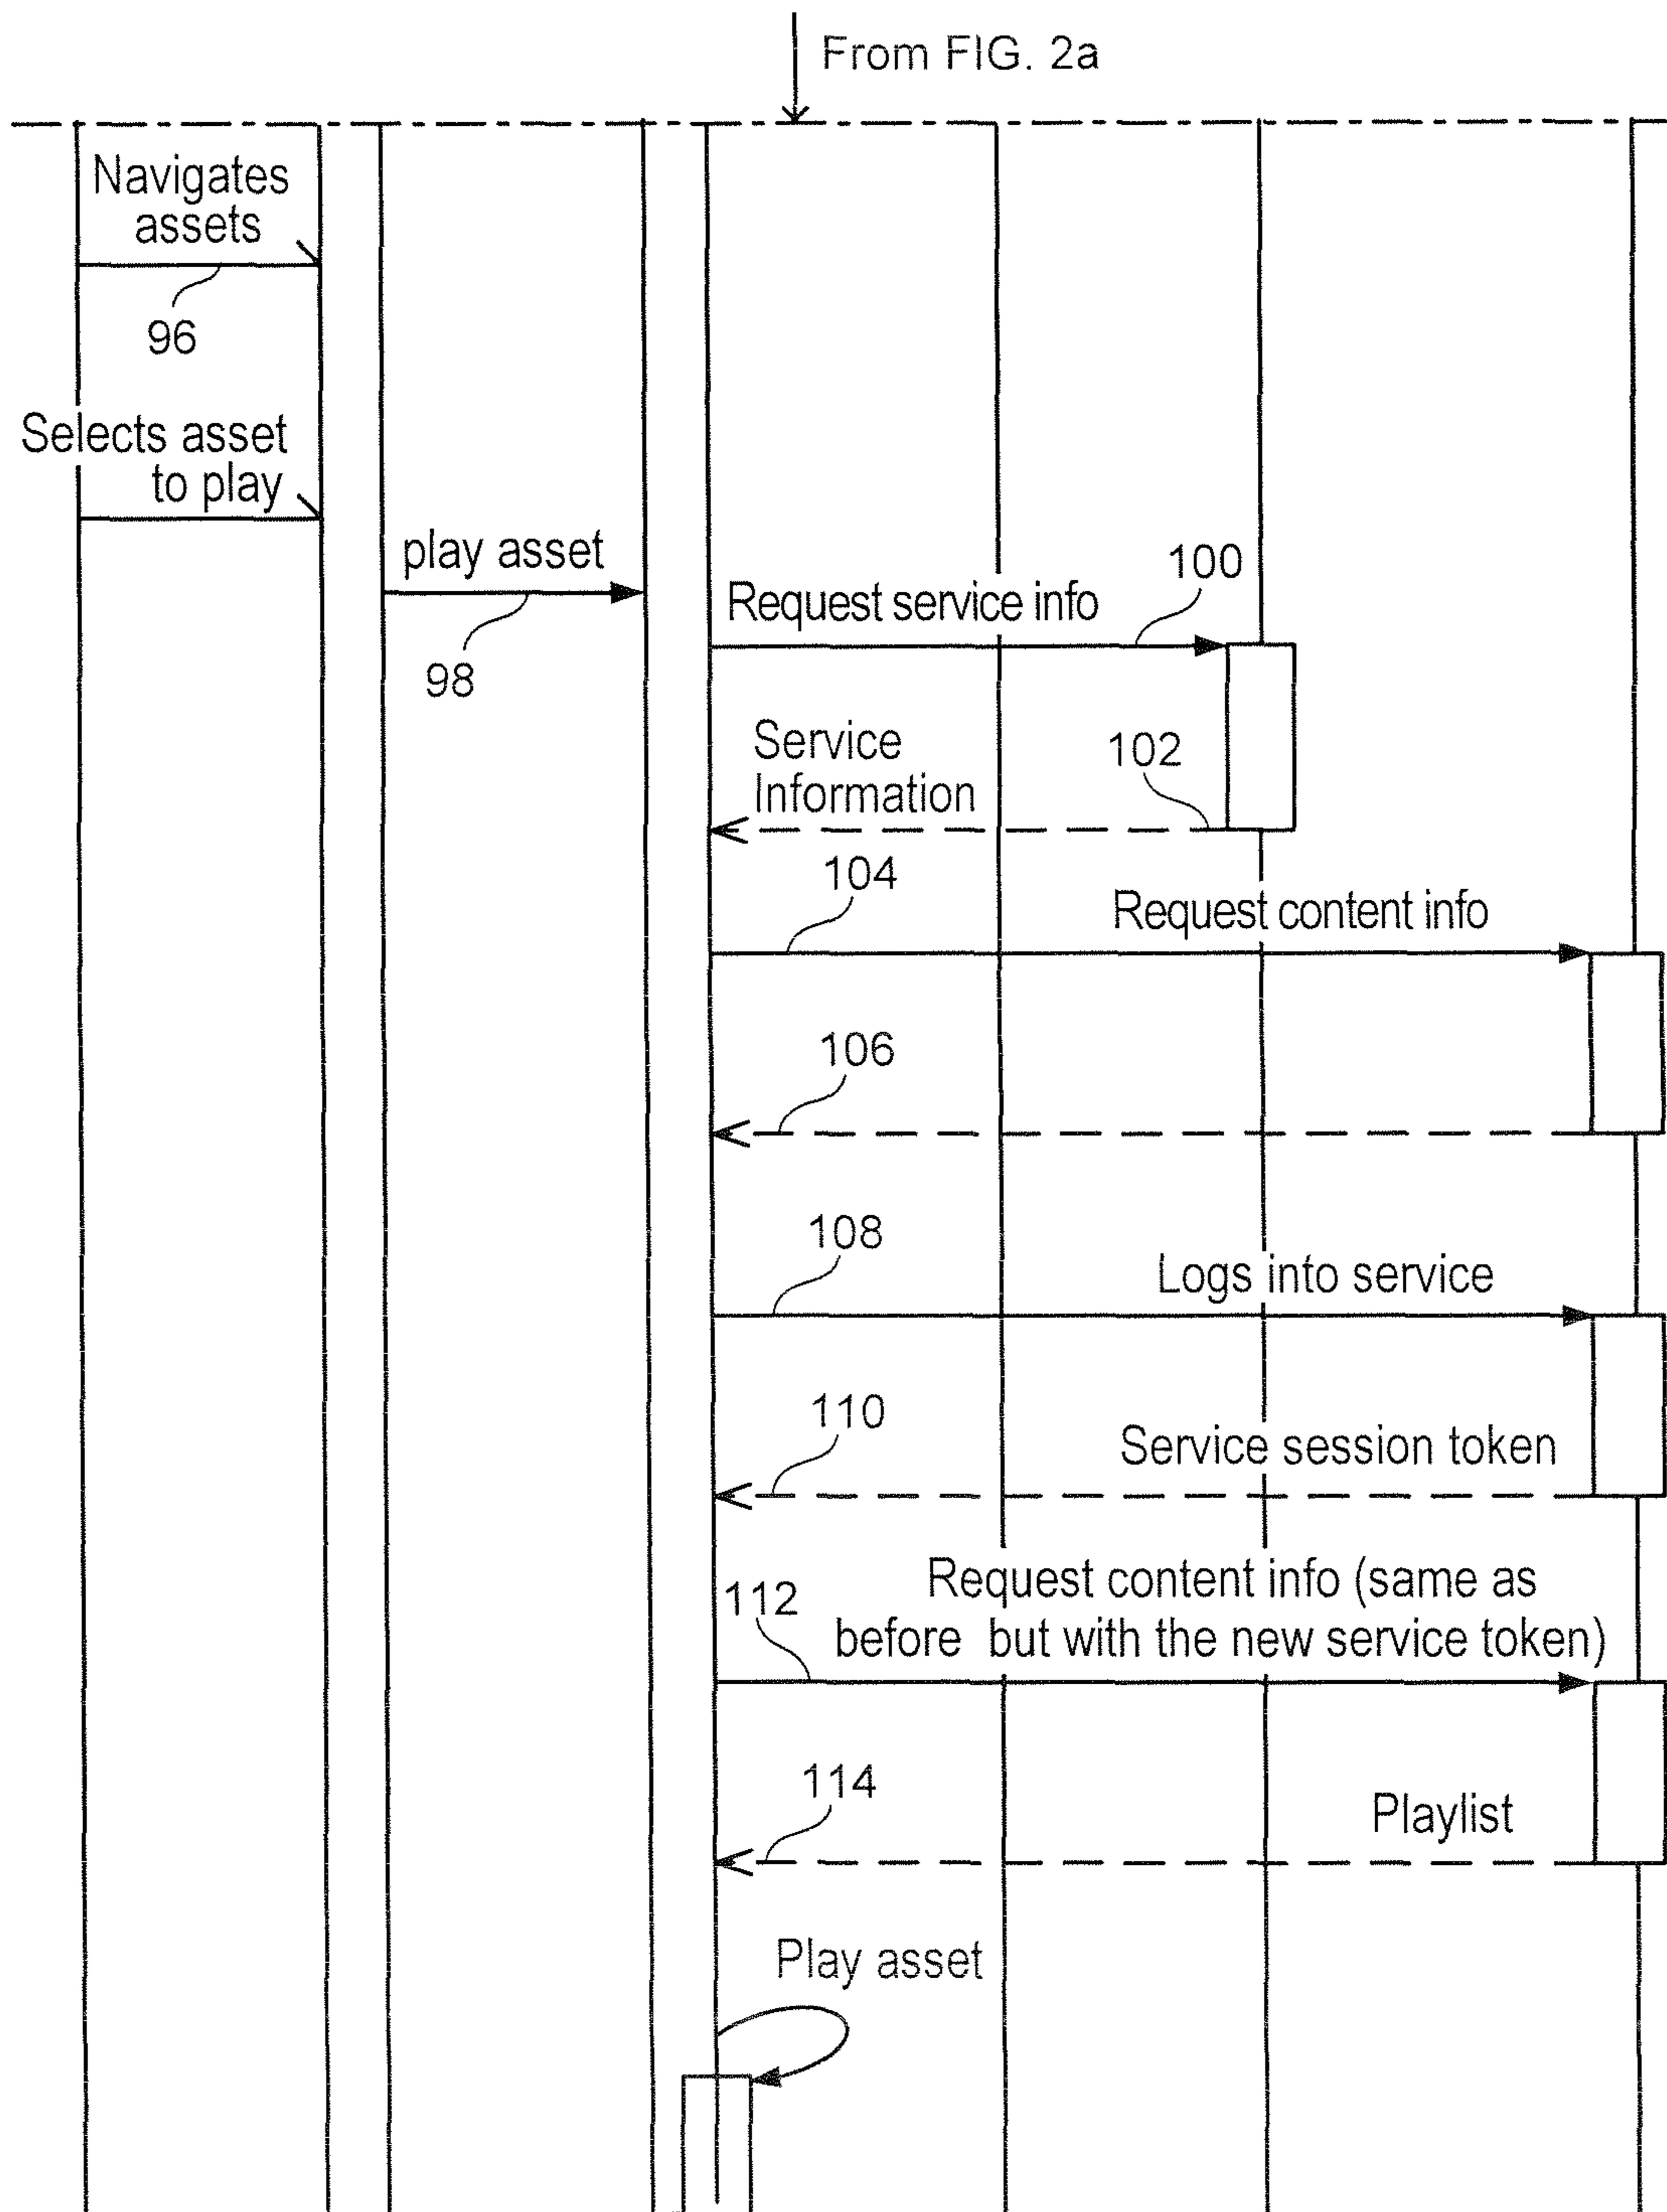 From FIG. 2a
Navigates
assets
96
Selects asset
to play
play asset
98
Request service info
100
Service
Information
102
104
Request content info
106
108
Logs into service
110
Service session token
112
Request content info (same as
before but with the new service token)
114
Playlist
Play asset